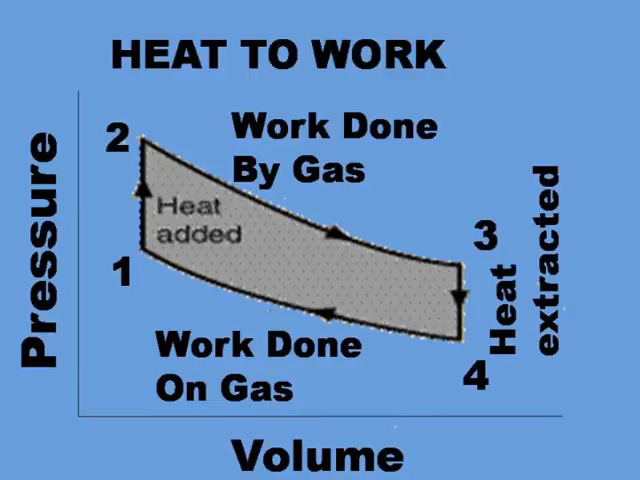 HEAT TO WORK
Pressure
2
Work Done
By Gas
Heat
added
1
3
Heat
extracted
Work Done
On Gas
4
Volume